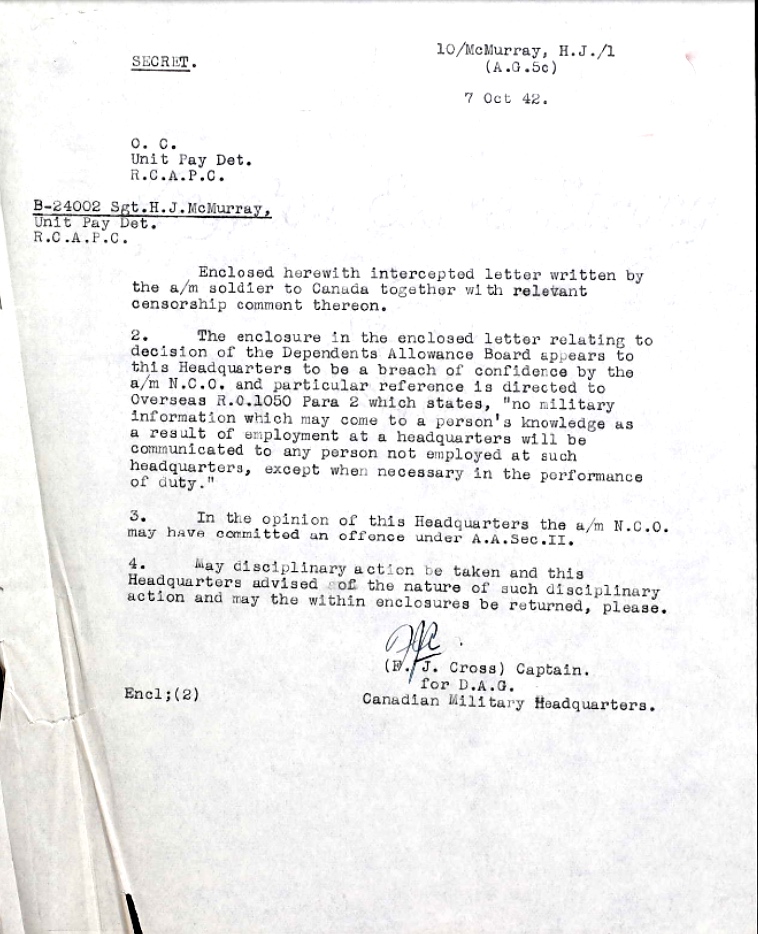 SECRET.
10/McMurray, H.J./1
(A.G.5c)
7 Oct 42.
O. C.
Unit Pay Det.
R.C.A.P.C.
B-24002 Sgt.H.J.McMurray,
Unit Pay Det.
R.C.A.P.C.
Enclosed herewith intercepted letter written by
the a/m soldier to Canada together with relevant
censorship comment thereon.
2. The enclosure in the enclosed letter relating to
decision of the Dependents Allowance Board appears to
this Headquarters to be a breach of confidence by the
a/m N.C.O. and particular reference is directed to
Overseas R.O.1050 Para 2 which states, "no military
information which may come to a person's knowledge as
a result of employment at a headquarters will be
communicated to any person not employed at such
headquarters, except when necessary in the performance
of duty."
3. In the opinion of this Headquarters the a/m N.C.O.
may have committed an offence under A.A.Sec.II.
4. May disciplinary action be taken and this
Headquarters advised of the nature of such disciplinary
action and may the within enclosures be returned, please.
(F. J. Cross) Captain.
for D.A.G.
Encl;(2)
Canadian Military Headquarters.